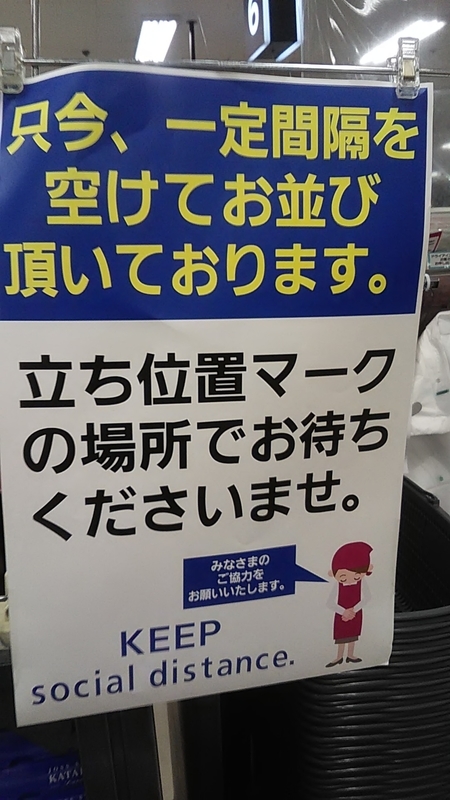 6
只今、一定間隔を
空けてお並び
頂いております。
立ち位置マーク
の場所でお待ち
くださいませ。
みなさまの
ご協力を
お願いいたします。
KEEP
social distance.